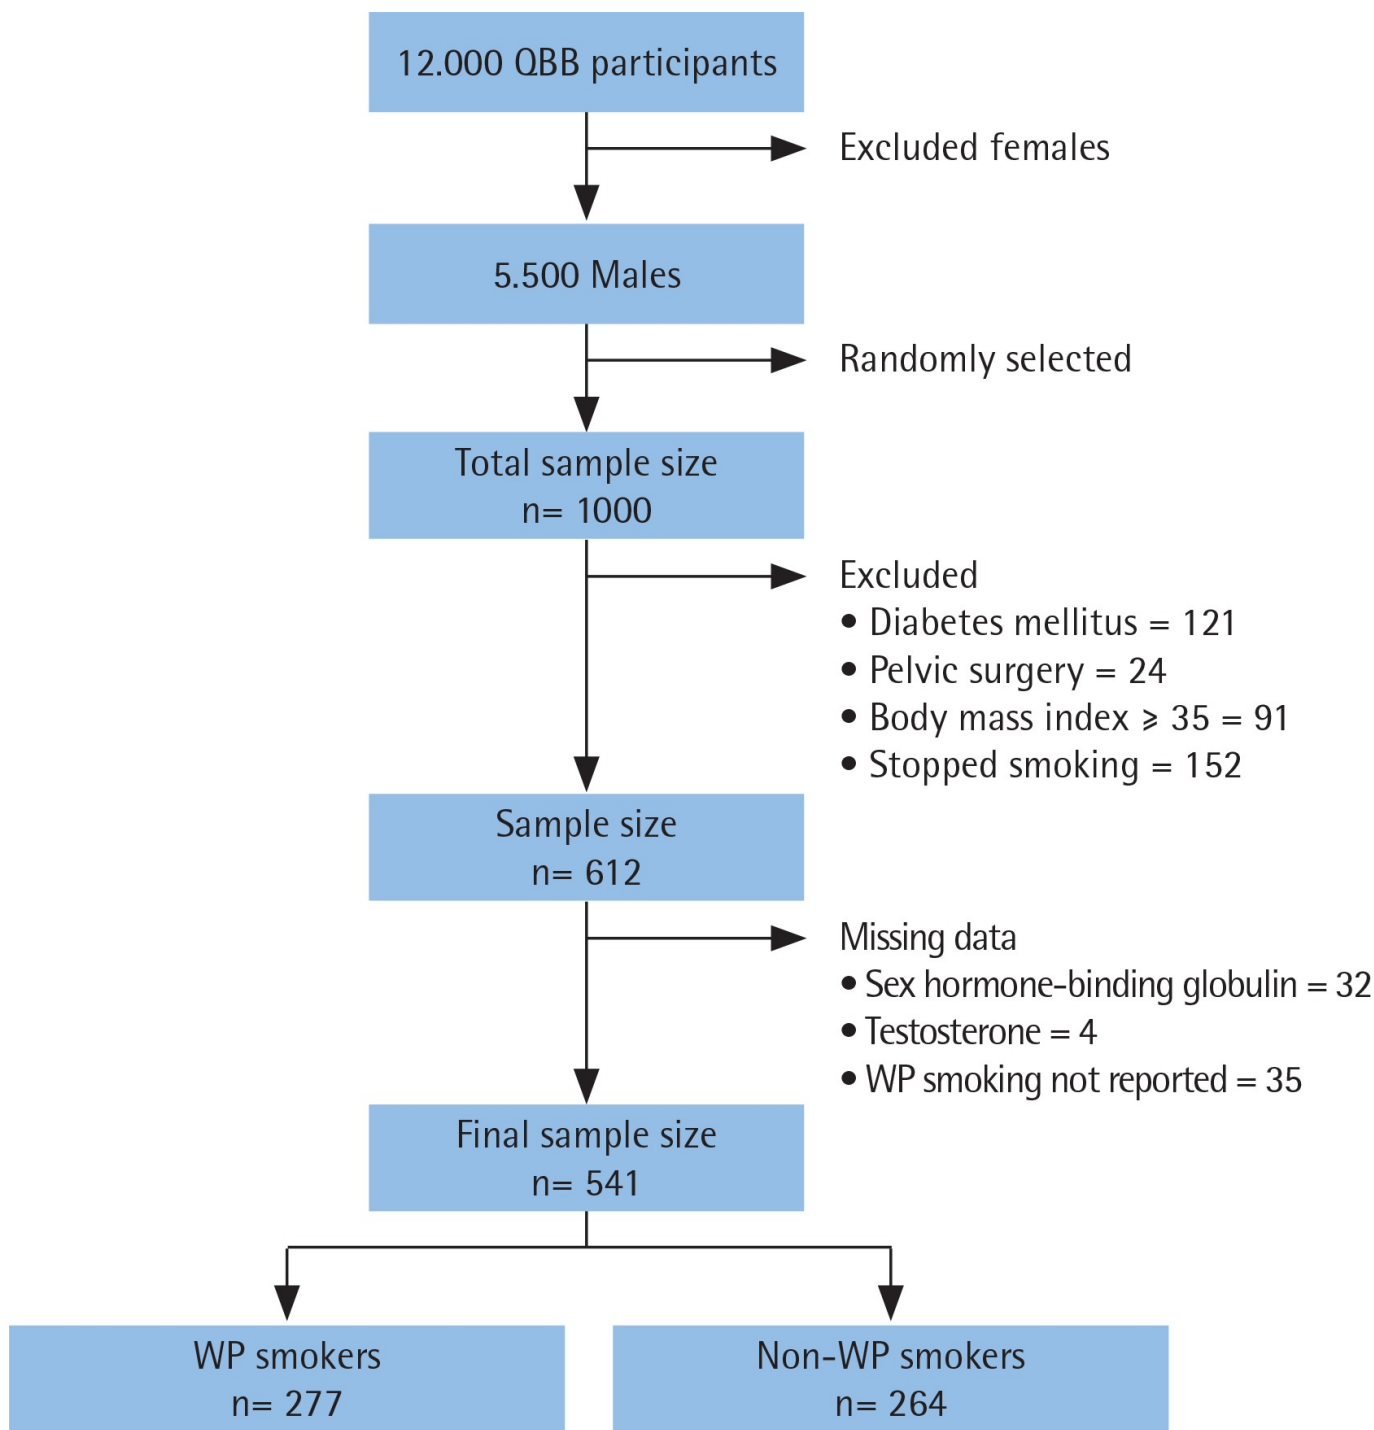 12.000 QBB participants
Excluded females
5.500 Males
Randomly selected
Total sample size
n= 1000
Excluded
• Diabetes mellitus = 121
• Pelvic surgery = 24
• Body mass index ⩾ 35 = 91
• Stopped smoking = 152
Sample size
n= 612
Missing data
• Sex hormone-binding globulin = 32
• Testosterone = 4
• WP smoking not reported = 35
Final sample size
n= 541
WP smokers
n= 277
Non-WP smokers
n= 264